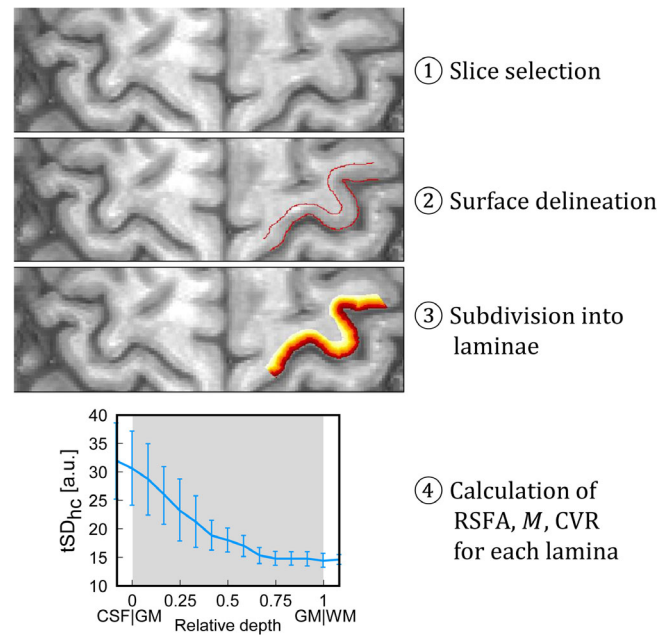 ① Slice selection
② Surface delineation
③ Subdivision into
laminae
④ Calculation of
RSFA, M, CVR
for each lamina
tSDhc [a.u.]
40
35
30
25
20
15
10
0 0.25 0.5 0.75 1
CSF|GM GM|WM
Relative depth